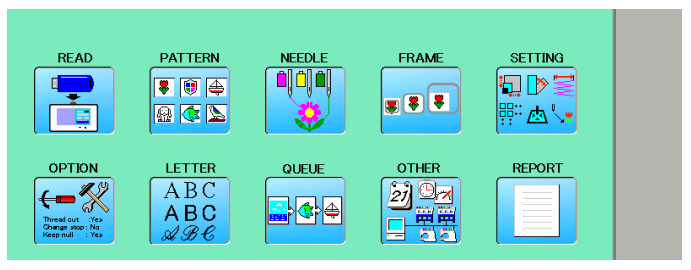 READ PATTERN NEEDLE FRAME SETTING
OPTION LETTER QUEUE OTHER REPORT
Thread cut :Yes
Change stop: No
Keep null : Yes
ABC
ABC
ABC
21